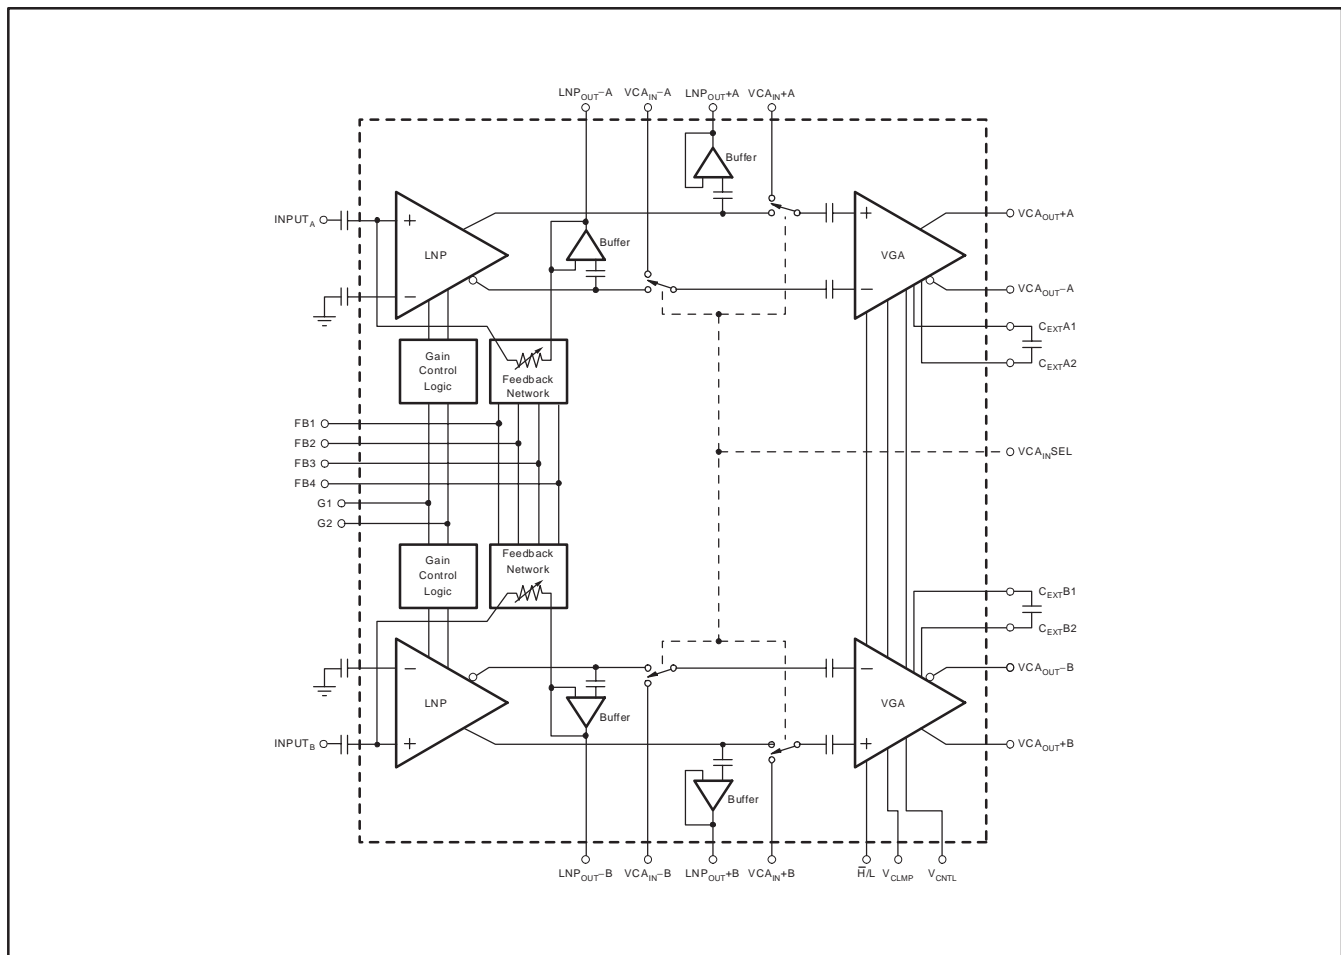 LNPOUT−A VCAIN−A LNPOUT+A VCAIN+A
Buffer
INPUTA
+
LNP
−
Buffer
+
VGA
−
VCAOUT+A
VCAOUT−A
CEXTA1
CEXTA2
Gain
Control
Logic
Feedback
Network
FB1
FB2
FB3
FB4
G1
G2
VCAINSEL
Gain
Control
Logic
Feedback
Network
CEXTB1
CEXTB2
−
LNP
+
INPUTB
Buffer
Buffer
−
VGA
+
VCAOUT−B
VCAOUT+B
LNPOUT−B VCAIN−B LNPOUT+B VCAIN+B H̅/L VCLMP VCNTL